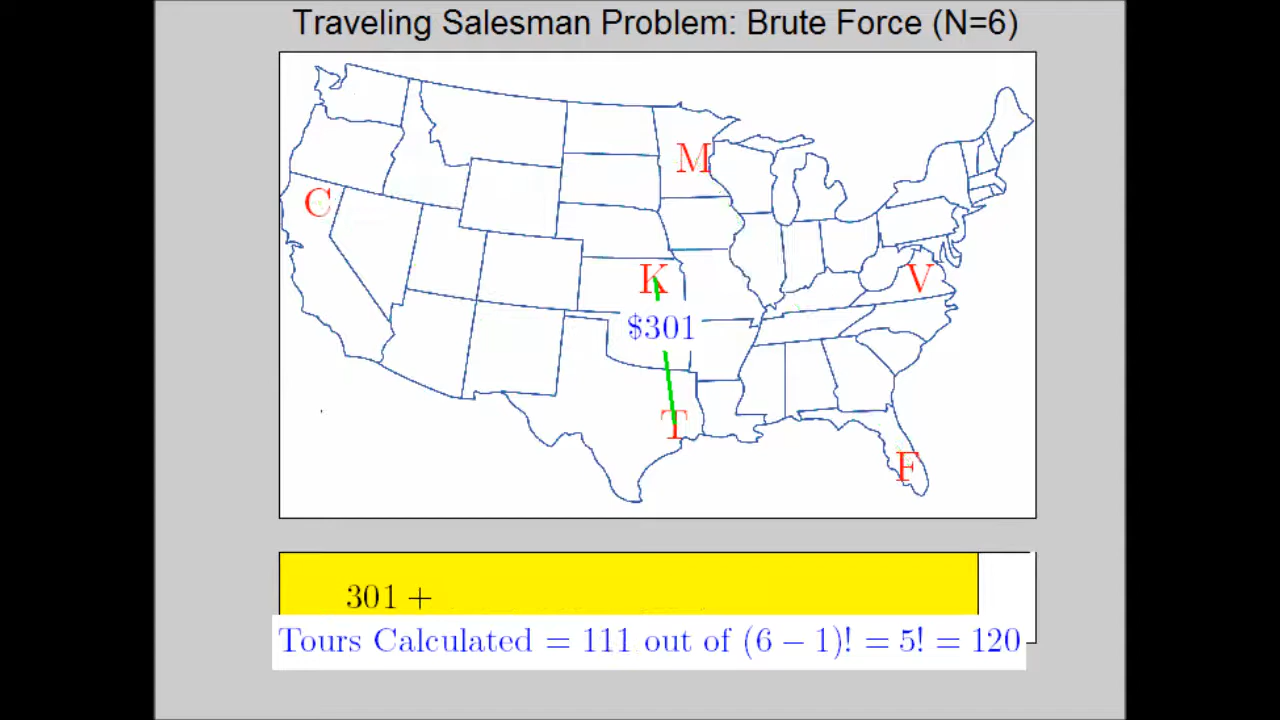 Traveling Salesman Problem: Brute Force (N=6)
M
C
K
V
$301
T
F
301 +
Tours Calculated = 111 out of (6 − 1)! = 5! = 120